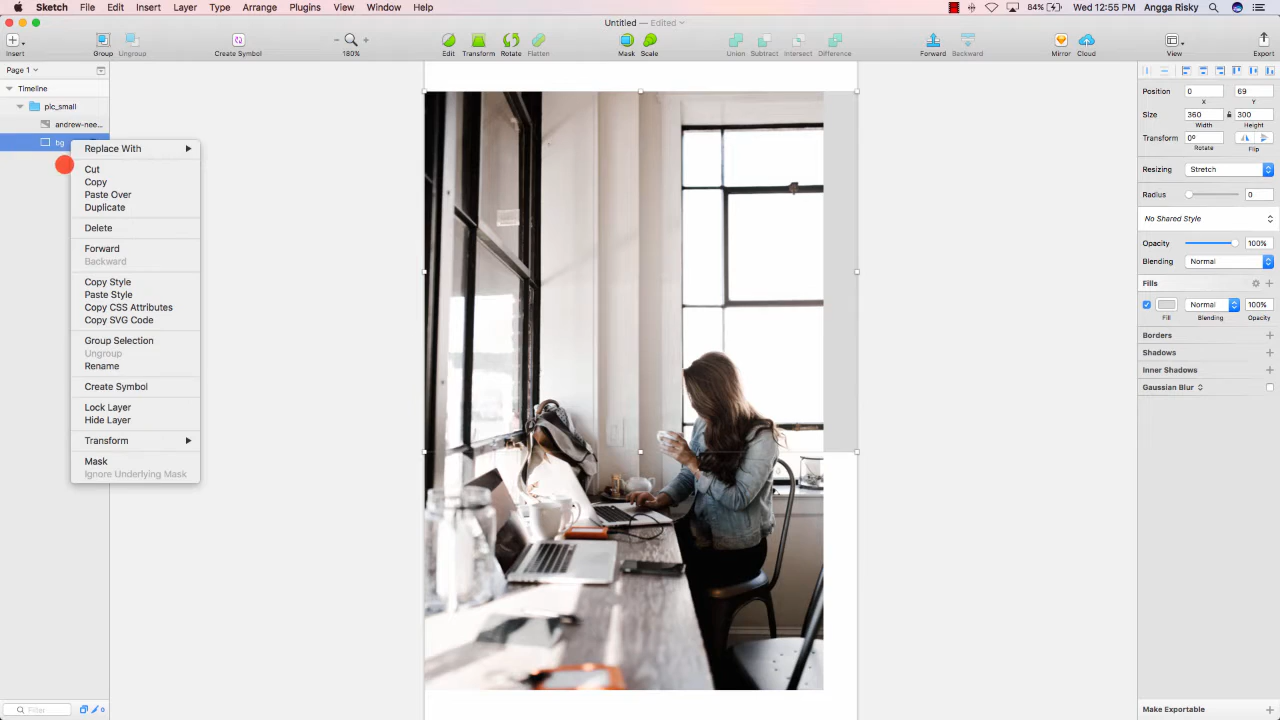 Sketch File Edit Insert Layer Type Arrange Plugins View Window Help 84% Wed 12:55 PM Angga Risky
Untitled — Edited
Insert Group Ungroup Create Symbol 180% Edit Transform Rotate Flatten Mask Scale Union Subtract Intersect Difference Forward Backward Mirror Cloud View Export
Page 1
Timeline
pic_small
andrew-nee...
bg
Replace With
Cut
Copy
Paste Over
Duplicate
Delete
Forward
Backward
Copy Style
Paste Style
Copy CSS Attributes
Copy SVG Code
Group Selection
Ungroup
Rename
Create Symbol
Lock Layer
Hide Layer
Transform
Mask
Ignore Underlying Mask
Filter 0
Position 0 69
X Y
Size 360 300
Width Height
Transform 0º
Rotate Flip
Resizing Stretch
Radius 0
No Shared Style
Opacity 100%
Blending Normal
Fills
Normal 100%
Fill Blending Opacity
Borders
Shadows
Inner Shadows
Gaussian Blur
Make Exportable